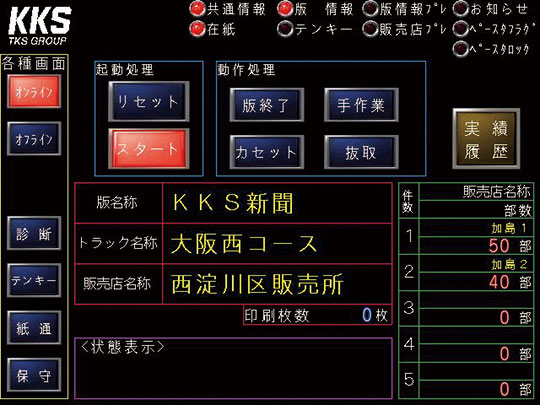 KKS
TKS GROUP
共通情報 版 情報 版情報プレ お知らせ
在紙 テンキー 販売店プレ ペースタフラグ
ペースタロック
各種画面
オンライン
オフライン
診断
テンキー
紙通
保守
起動処理
リセット
スタート
動作処理
版終了 手作業
カセット 抜取
実績
履歴
版名称 KKS新聞
トラック名称 大阪西コース
販売店名称 西淀川区販売所
印刷枚数 0枚
<状態表示>
件数 販売店名称
部数
1 加島1
50 部
2 加島2
40 部
3 0 部
4 0 部
5 0 部